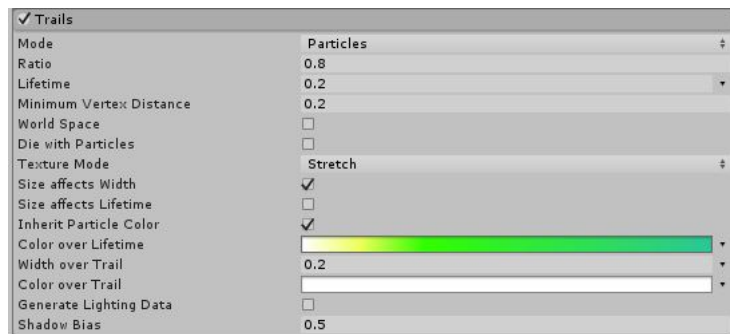 Trails
Mode Particles
Ratio 0.8
Lifetime 0.2
Minimum Vertex Distance 0.2
World Space
Die with Particles
Texture Mode Stretch
Size affects Width
Size affects Lifetime
Inherit Particle Color
Color over Lifetime
Width over Trail 0.2
Color over Trail
Generate Lighting Data
Shadow Bias 0.5